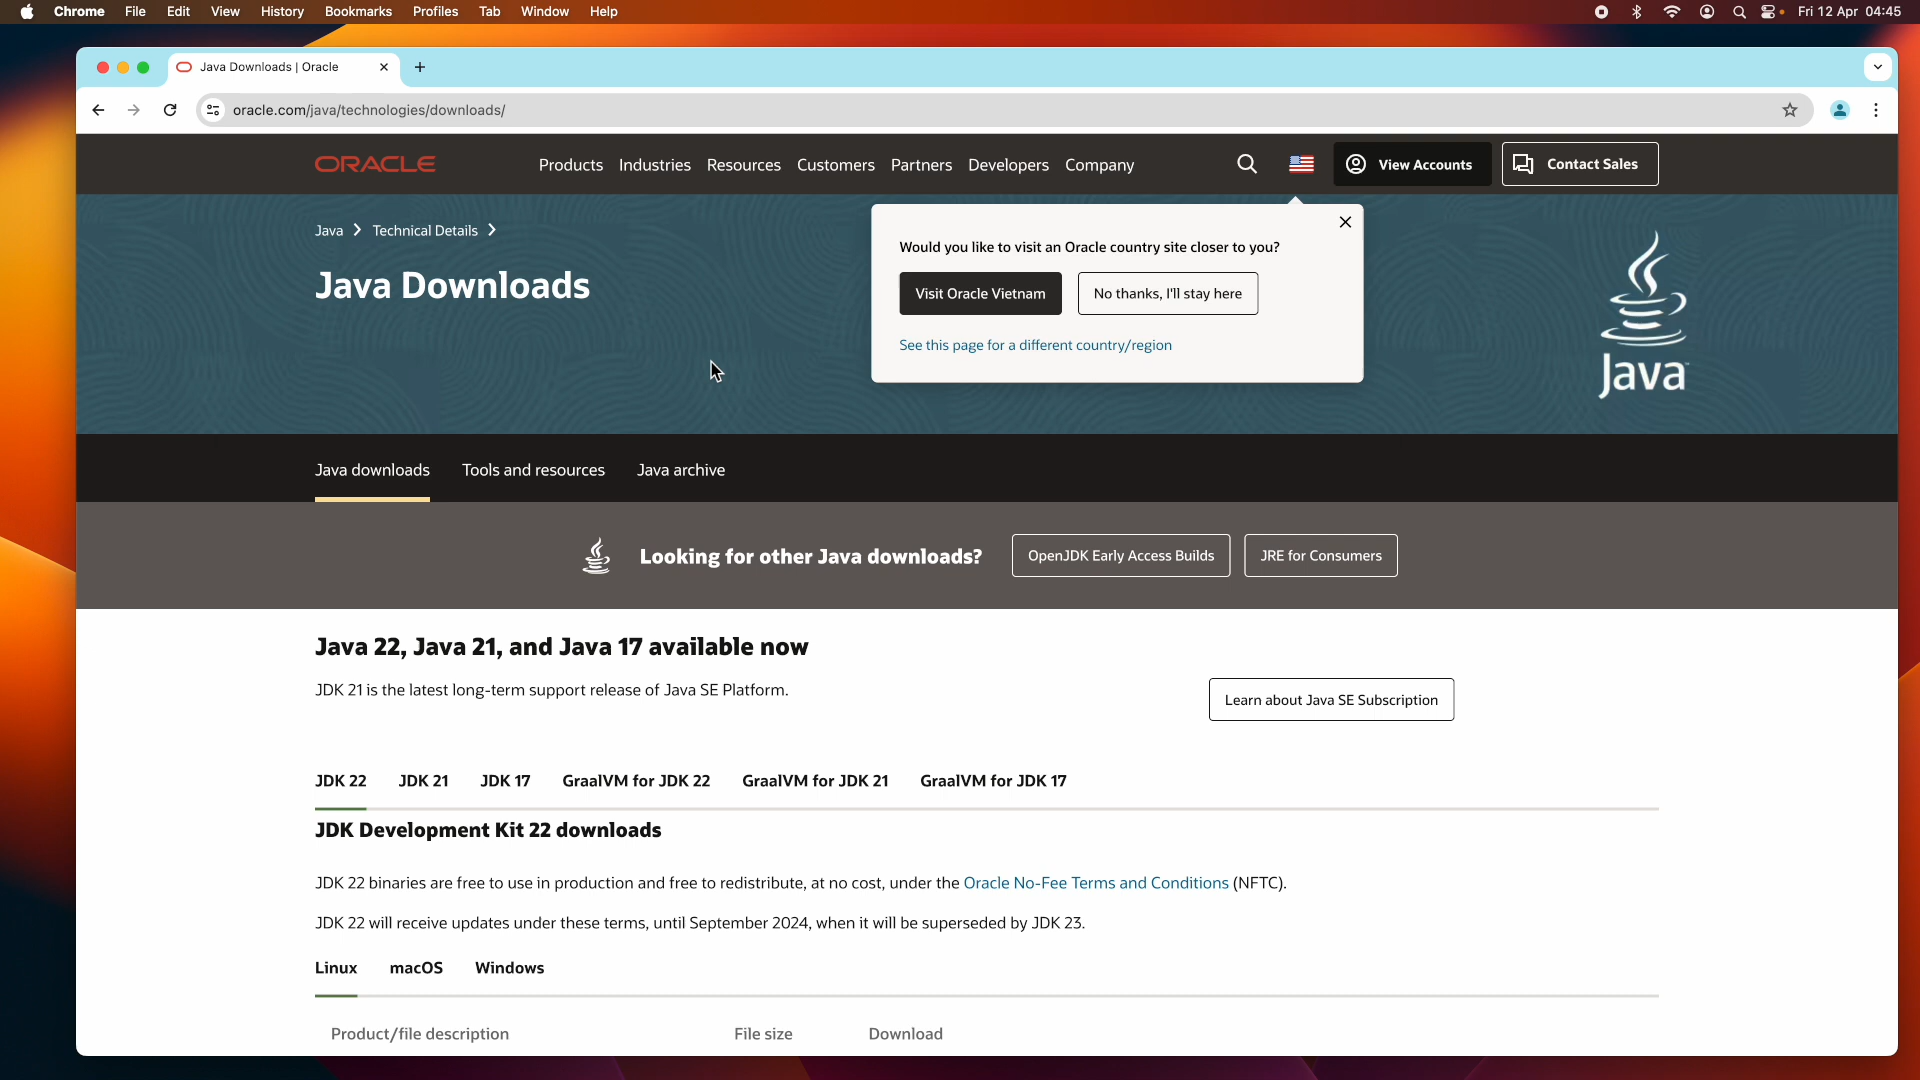 Chrome File Edit View History Bookmarks Profiles Tab Window Help Fri 12 Apr 04:45
Java Downloads | Oracle
oracle.com/java/technologies/downloads/
ORACLE Products Industries Resources Customers Partners Developers Company View Accounts Contact Sales
Java Technical Details
Java Downloads
Would you like to visit an Oracle country site closer to you?
Visit Oracle Vietnam No thanks, I'll stay here
See this page for a different country/region
Java™
Java downloads Tools and resources Java archive
Looking for other Java downloads? OpenJDK Early Access Builds JRE for Consumers
Java 22, Java 21, and Java 17 available now
JDK 21 is the latest long-term support release of Java SE Platform.
Learn about Java SE Subscription
JDK 22 JDK 21 JDK 17 GraalVM for JDK 22 GraalVM for JDK 21 GraalVM for JDK 17
JDK Development Kit 22 downloads
JDK 22 binaries are free to use in production and free to redistribute, at no cost, under the Oracle No-Fee Terms and Conditions (NFTC).
JDK 22 will receive updates under these terms, until September 2024, when it will be superseded by JDK 23.
Linux macOS Windows
Product/file description File size Download